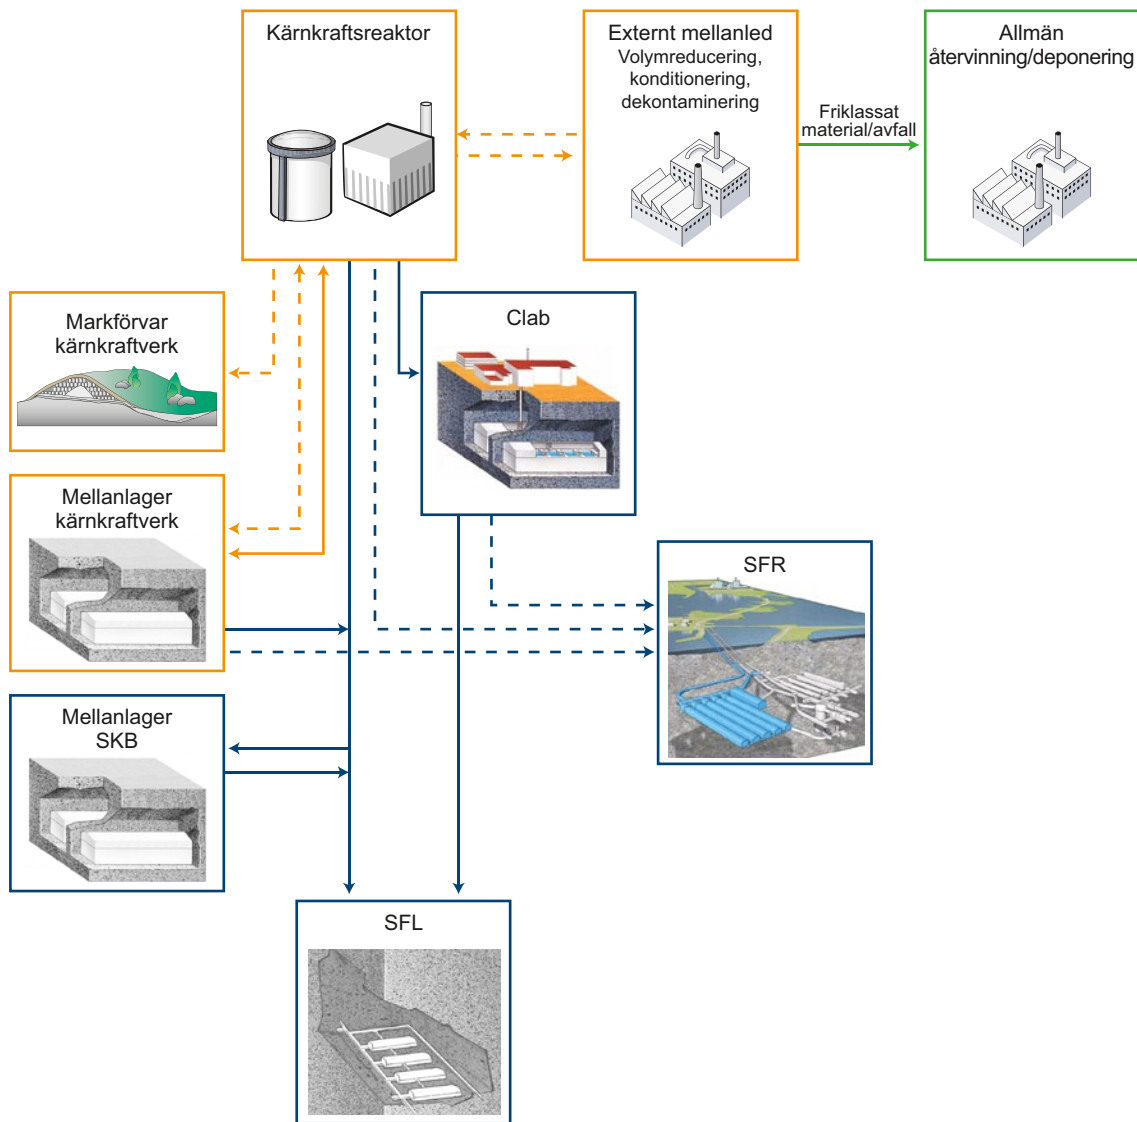 Kärnkraftsreaktor
Externt mellanled
Volymreducering,
konditionering,
dekontaminering
Friklassat
material/avfall
Allmän
återvinning/deponering
Markförvar
kärnkraftverk
Clab
Mellanlager
kärnkraftverk
SFR
Mellanlager
SKB
SFL